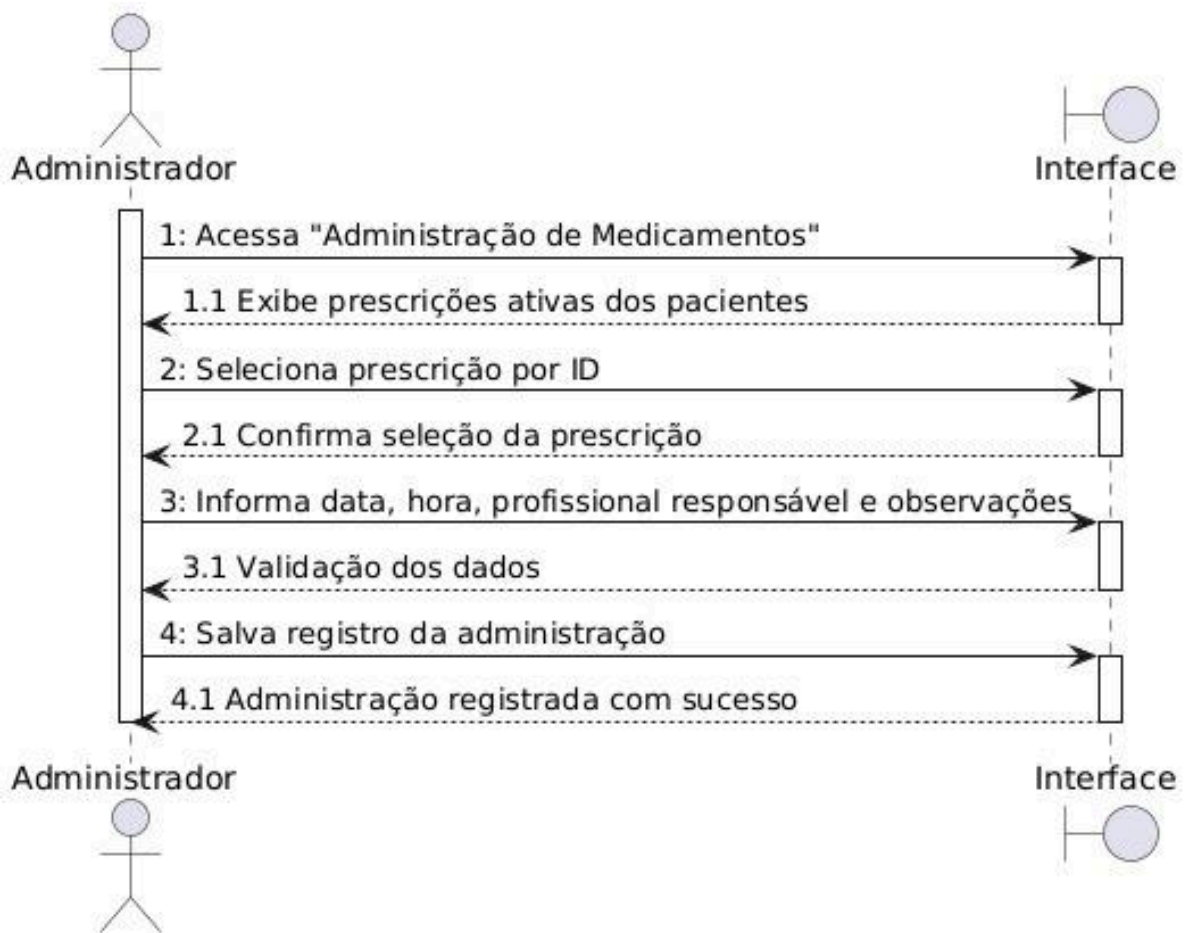 Administrador
Interface
1: Acessa "Administração de Medicamentos"
1.1 Exibe prescrições ativas dos pacientes
2: Seleciona prescrição por ID
2.1 Confirma seleção da prescrição
3: Informa data, hora, profissional responsável e observações
3.1 Validação dos dados
4: Salva registro da administração
4.1 Administração registrada com sucesso
Administrador
Interface